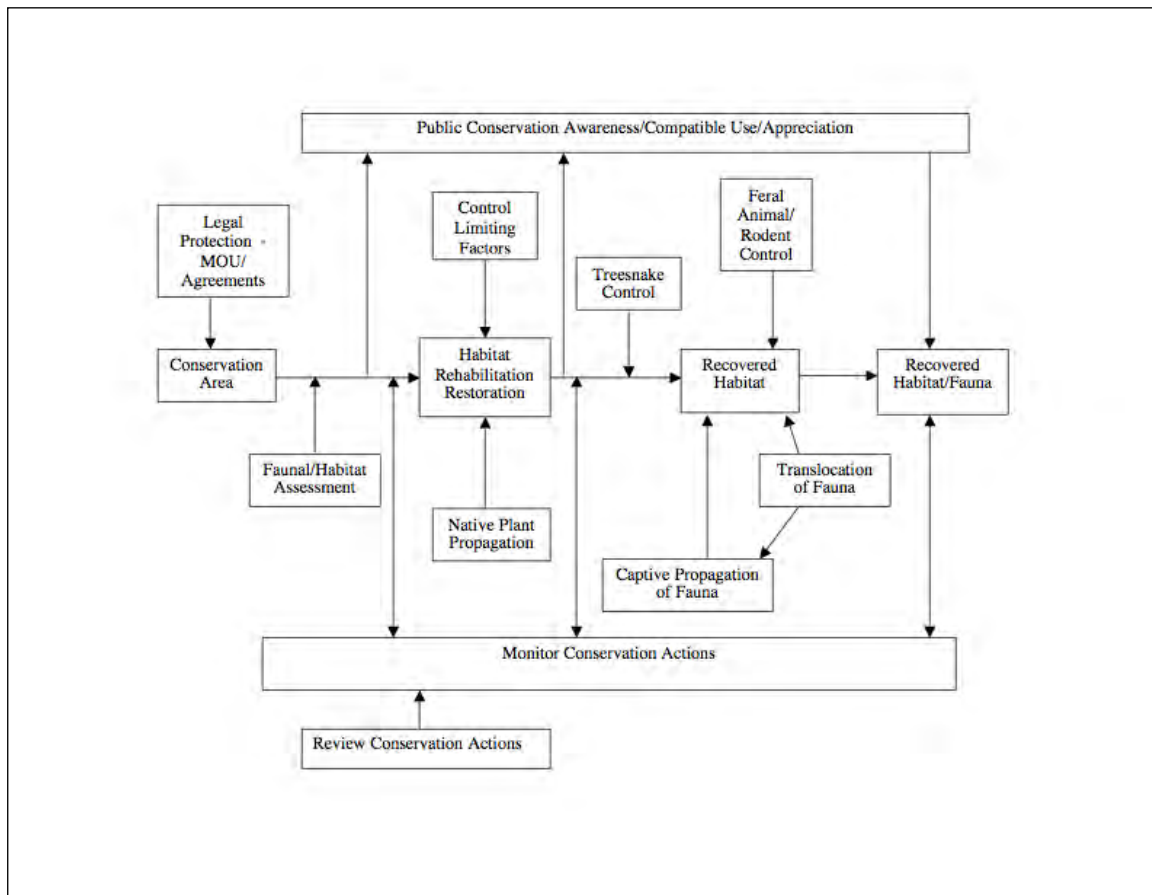 Public Conservation Awareness/Compatible Use/Appreciation
Legal
Protection -
MOU/
Agreements
Control
Limiting
Factors
Feral
Animal/
Rodent
Control
Treesnake
Control
Conservation
Area
Habitat
Rehabilitation
Restoration
Recovered
Habitat
Recovered
Habitat/Fauna
Faunal/Habitat
Assessment
Translocation
of Fauna
Native Plant
Propagation
Captive Propagation
of Fauna
Monitor Conservation Actions
Review Conservation Actions